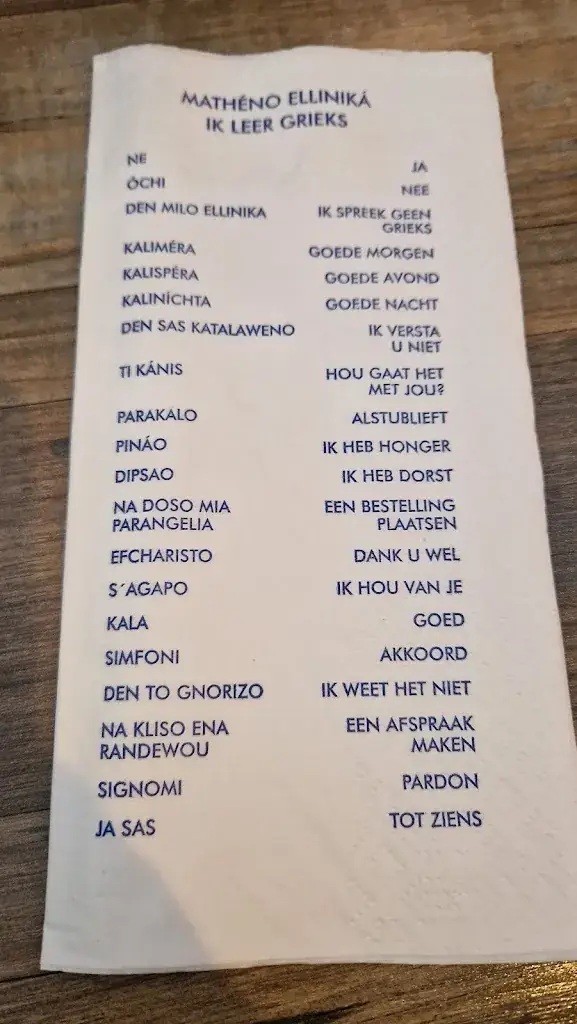 MATHÉNO ELLINIKÁ
IK LEER GRIEKS
NE JA
ÓCHI NEE
DEN MILO ELLINIKA IK SPREEK GEEN
GRIEKS
KALIMÉRA GOEDE MORGEN
KALISPÉRA GOEDE AVOND
KALINÍCHTA GOEDE NACHT
DEN SAS KATALAWENO IK VERSTA
U NIET
TI KÁNIS HOU GAAT HET
MET JOU?
PARAKALO ALSTUBLIEFT
PINÁO IK HEB HONGER
DIPSAO IK HEB DORST
NA DOSO MIA EEN BESTELLING
PARANGELIA PLAATSEN
EFCHARISTO DANK U WEL
S´AGAPO IK HOU VAN JE
KALA GOED
SIMFONI AKKOORD
DEN TO GNORIZO IK WEET HET NIET
NA KLISO ENA EEN AFSPRAAK
RANDEWOU MAKEN
SIGNOMI PARDON
JA SAS TOT ZIENS